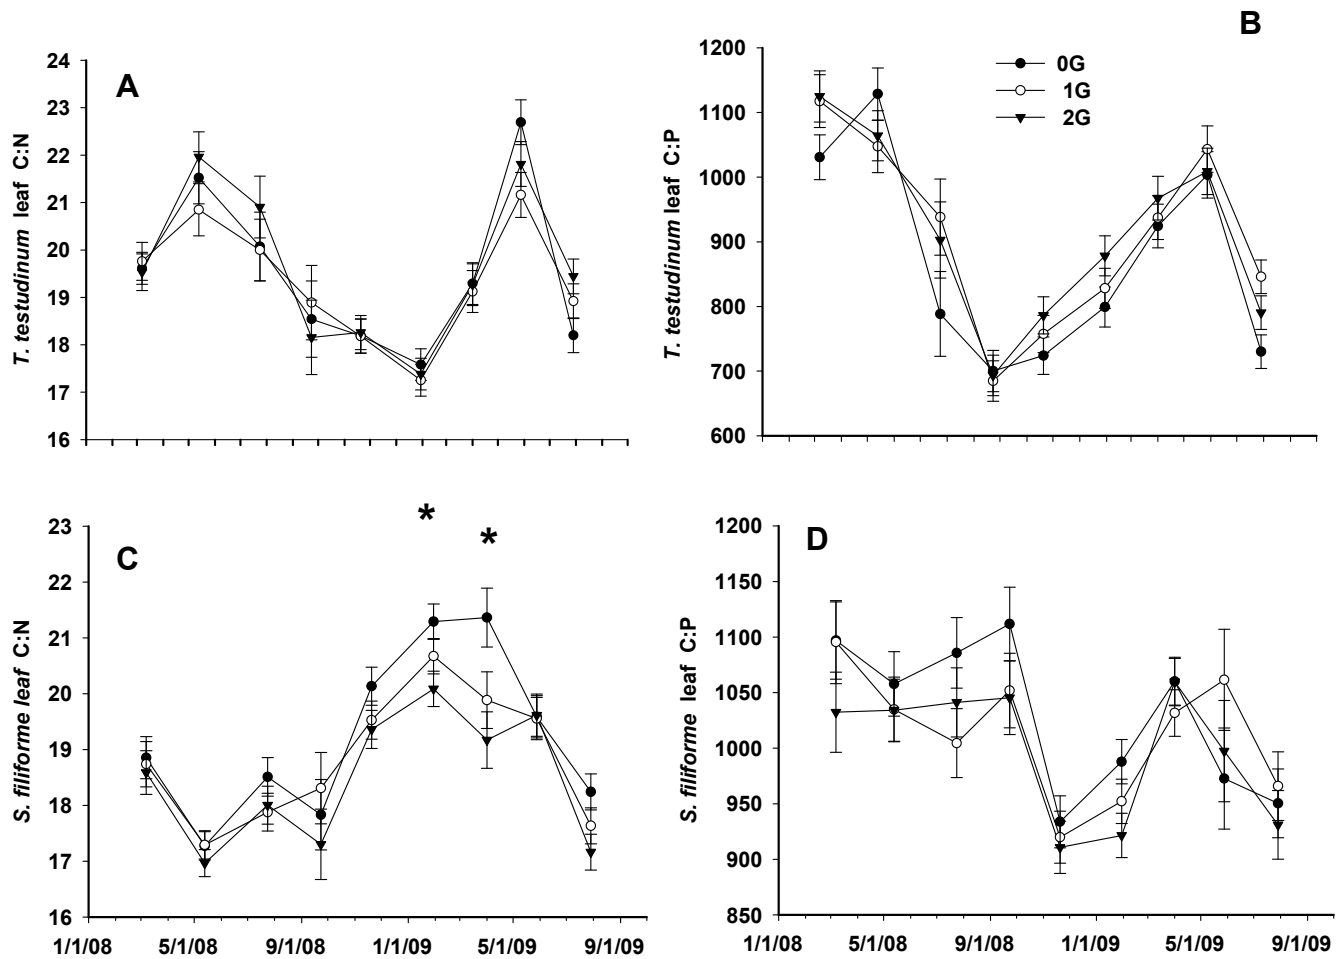 A
T. testudinum leaf C:N
24
23
22
21
20
19
18
17
16
B
T. testudinum leaf C:P
1200
1100
1000
900
800
700
600
0G
1G
2G
C
S. filiforme leaf C:N
23
22
21
20
19
18
17
16
*
*
1/1/08 5/1/08 9/1/08 1/1/09 5/1/09 9/1/09
D
S. filiforme leaf C:P
1200
1150
1100
1050
1000
950
900
850
1/1/08 5/1/08 9/1/08 1/1/09 5/1/09 9/1/09